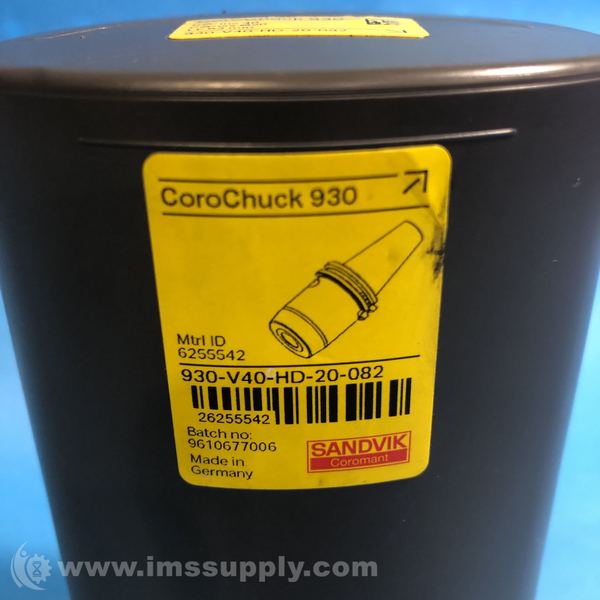 CoroChuck 930
Mtrl ID
6255542
930-V40-HD-20-082
26255542
Batch no:
9610677006
Made in
Germany
SANDVIK
Coromant
www.imssupply.com